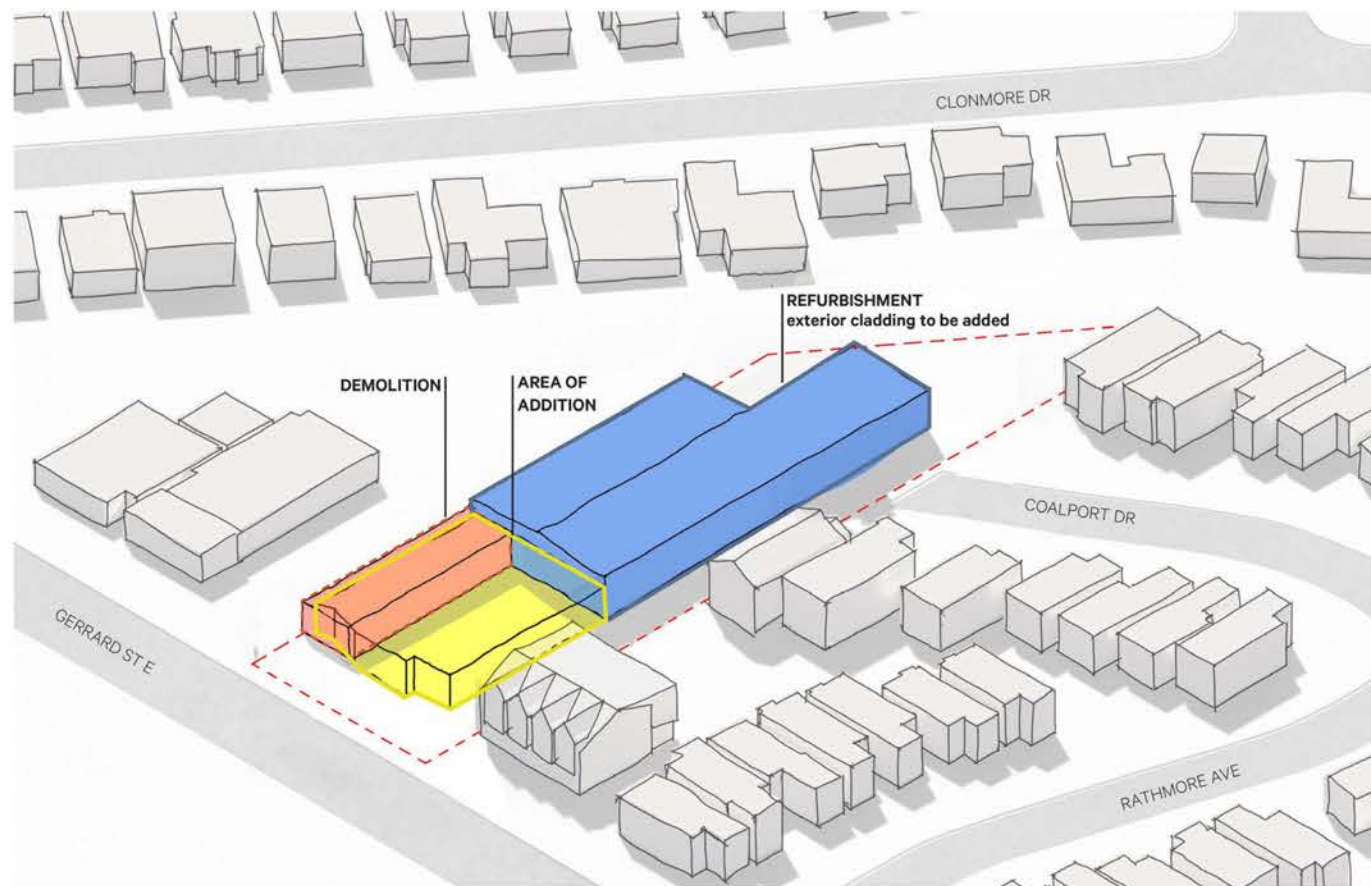 CLONMORE DR
REFURBISHMENT
exterior cladding to be added
DEMOLITION
AREA OF
ADDITION
COALPORT DR
GERRARD ST E
RATHMORE AVE